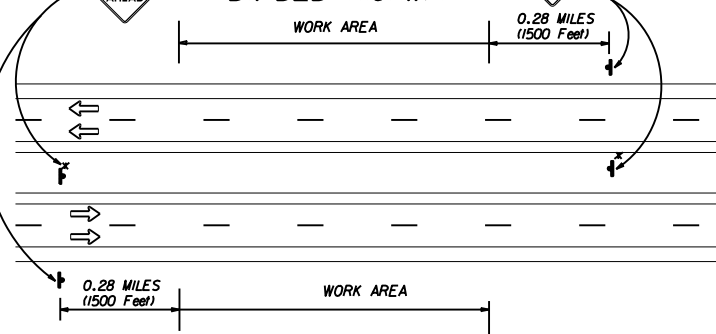 WORK AREA
0.28 MILES
(1500 Feet)
x
x
0.28 MILES
(1500 Feet)
WORK AREA